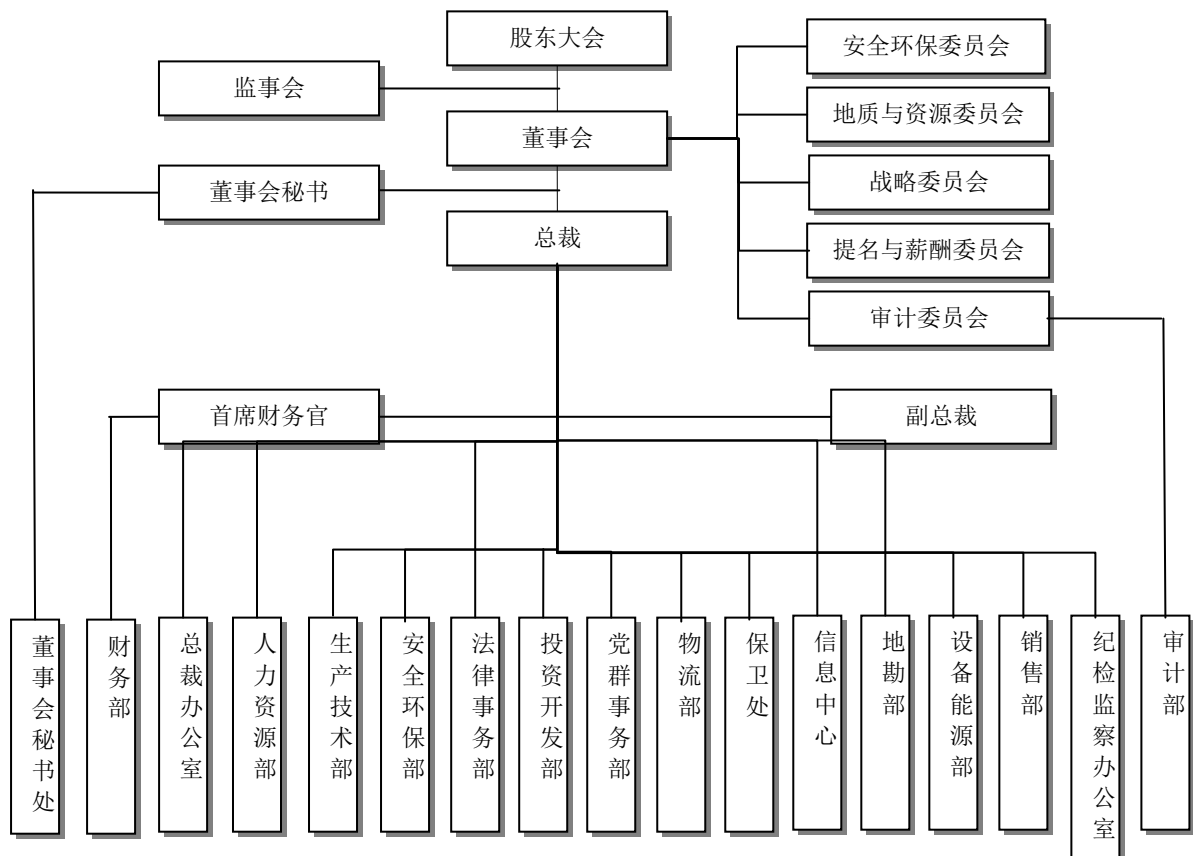 股东大会
安全环保委员会
监事会
地质与资源委员会
董事会
战略委员会
董事会秘书
总裁
提名与薪酬委员会
审计委员会
首席财务官
副总裁
董事会秘书处
财务部
总裁办公室
人力资源部
生产技术部
安全环保部
法律事务部
投资开发部
党群事务部
物流部
保卫处
信息中心
地勘部
设备能源部
销售部
纪检监察办公室
审计部